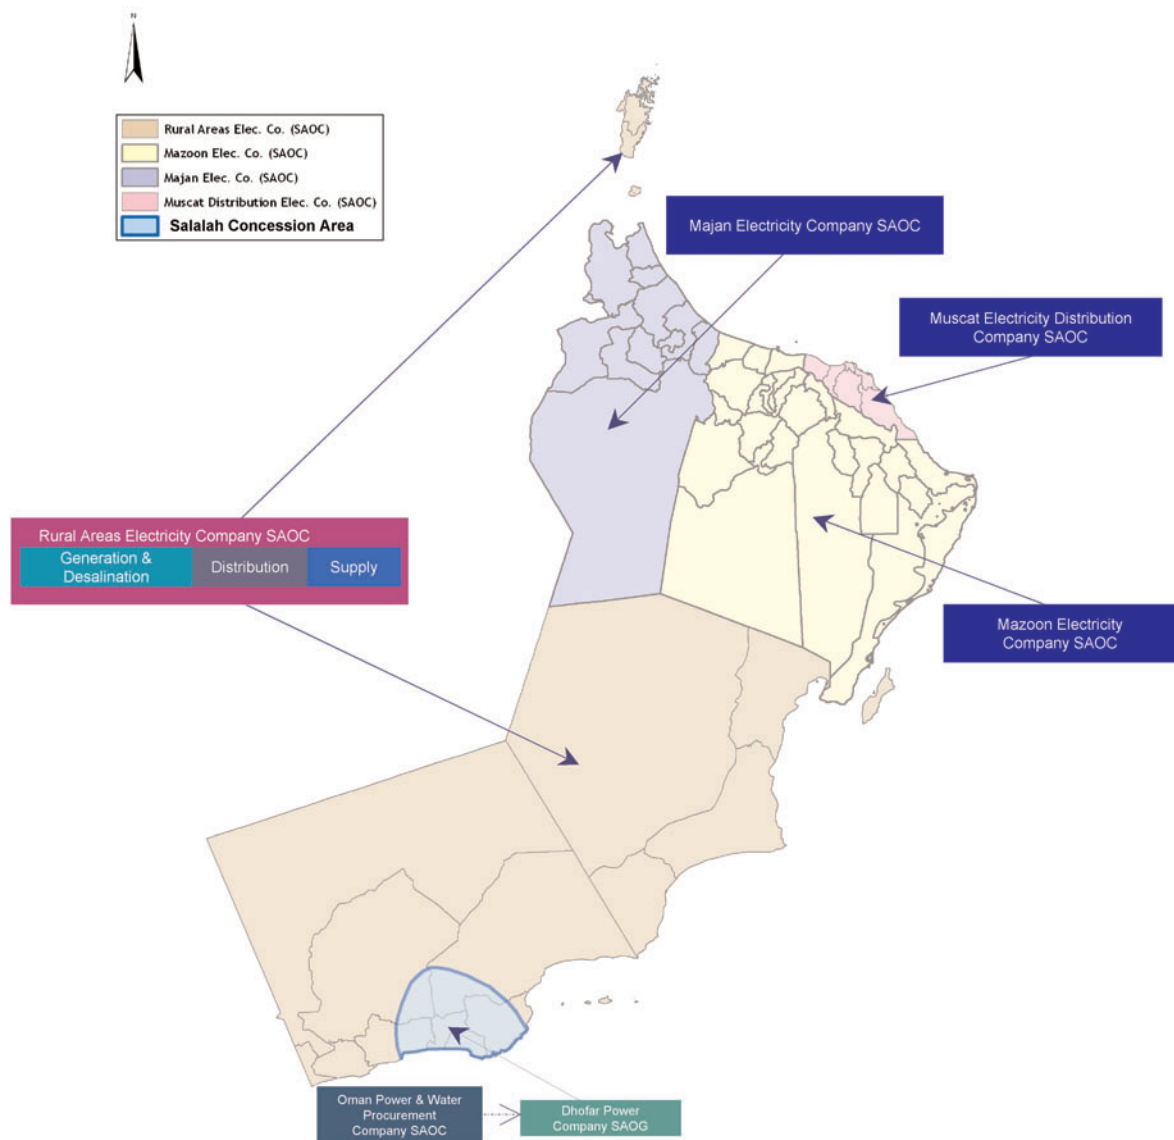 N
Rural Areas Elec. Co. (SAOC)
Mazoon Elec. Co. (SAOC)
Majan Elec. Co. (SAOC)
Muscat Distribution Elec. Co. (SAOC)
Salalah Concession Area
Majan Electricity Company SAOC
Muscat Electricity Distribution
Company SAOC
Rural Areas Electricity Company SAOC
Generation &
Desalination
Distribution
Supply
Mazoon Electricity
Company SAOC
Oman Power & Water
Procurement
Company SAOC
Dhofar Power
Company SAOG